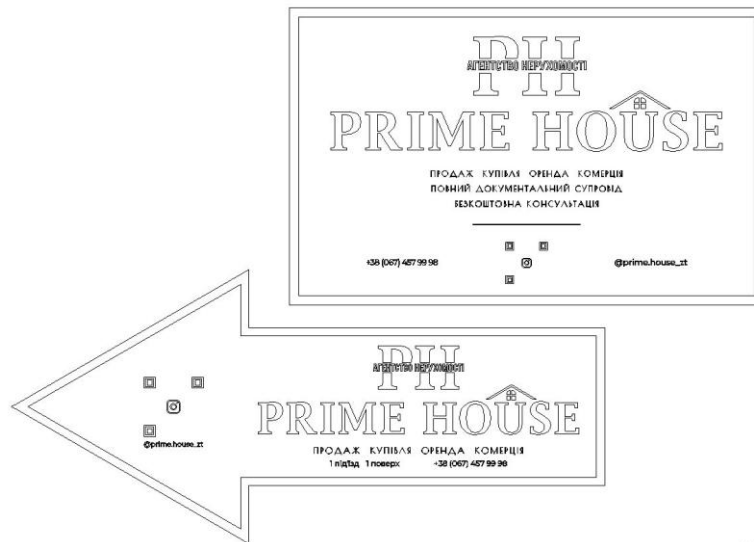 PH
АГЕНТСТВО НЕРУХОМОСТІ
PRIME HOUSE
ПРОДАЖ КУПІВЛЯ ОРЕНДА КОМЕРЦІЯ
ПОВНИЙ ДОКУМЕНТАЛЬНИЙ СУПРОВІД
БЕЗКОШТОВНА КОНСУЛЬТАЦІЯ
+38 (067) 457 99 98
@prime.house_zt
PH
АГЕНТСТВО НЕРУХОМОСТІ
PRIME HOUSE
ПРОДАЖ КУПІВЛЯ ОРЕНДА КОМЕРЦІЯ
1 під'їзд 1 поверх +38 (067) 457 99 98
@prime.house_zt